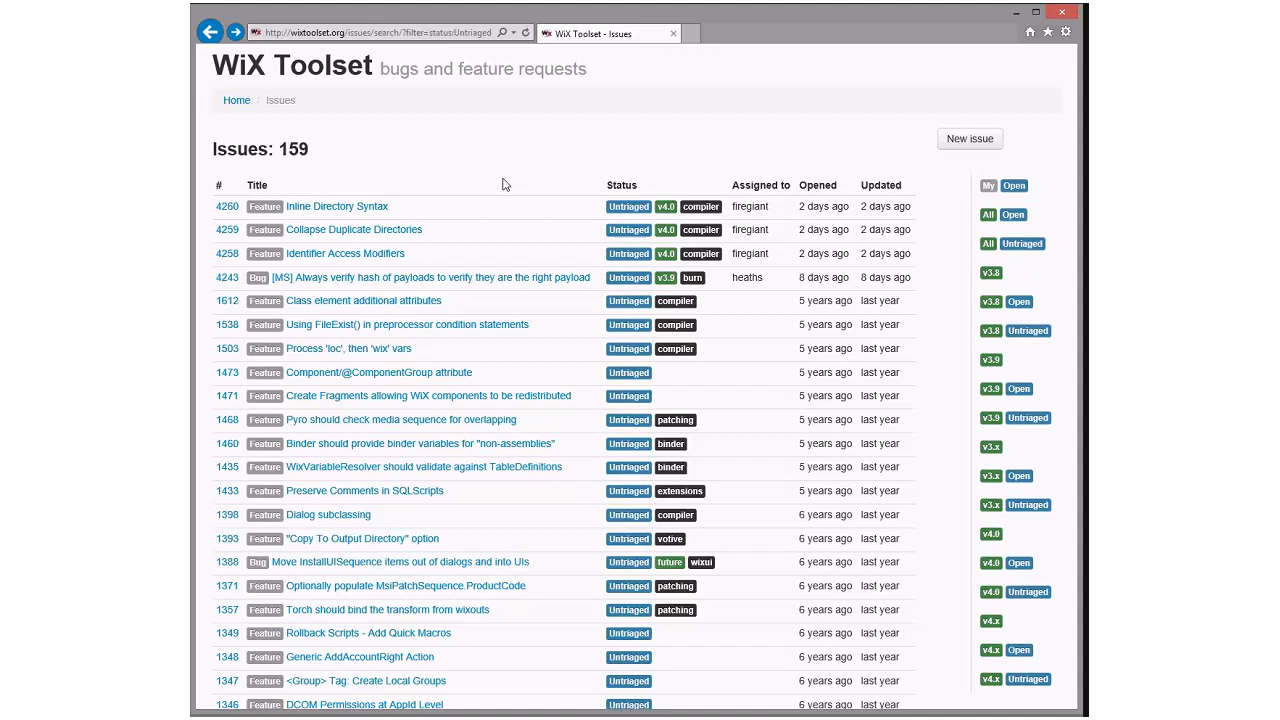 http://wixtoolset.org/issues/search/?filter=status:Untriaged
WiX Toolset - Issues
WiX Toolset bugs and feature requests
Home / Issues
New issue
Issues: 159
# Title Status Assigned to Opened Updated
4260 Feature Inline Directory Syntax Untriaged v4.0 compiler firegiant 2 days ago 2 days ago
4259 Feature Collapse Duplicate Directories Untriaged v4.0 compiler firegiant 2 days ago 2 days ago
4258 Feature Identifier Access Modifiers Untriaged v4.0 compiler firegiant 2 days ago 2 days ago
4243 Bug [MS] Always verify hash of payloads to verify they are the right payload Untriaged v3.9 burn heaths 8 days ago 8 days ago
1612 Feature Class element additional attributes Untriaged compiler 5 years ago last year
1538 Feature Using FileExist() in preprocessor condition statements Untriaged compiler 5 years ago last year
1503 Feature Process 'loc', then 'wix' vars Untriaged compiler 5 years ago last year
1473 Feature Component/@ComponentGroup attribute Untriaged 5 years ago last year
1471 Feature Create Fragments allowing WiX components to be redistributed Untriaged 5 years ago last year
1468 Feature Pyro should check media sequence for overlapping Untriaged patching 5 years ago last year
1460 Feature Binder should provide binder variables for "non-assemblies" Untriaged binder 5 years ago last year
1435 Feature WixVariableResolver should validate against TableDefinitions Untriaged binder 5 years ago last year
1433 Feature Preserve Comments in SQLScripts Untriaged extensions 5 years ago last year
1398 Feature Dialog subclassing Untriaged compiler 6 years ago last year
1393 Feature "Copy To Output Directory" option Untriaged votive 6 years ago last year
1388 Bug Move InstallUISequence items out of dialogs and into UIs Untriaged future wixui 6 years ago last year
1371 Feature Optionally populate MsiPatchSequence.ProductCode Untriaged patching 6 years ago last year
1357 Feature Torch should bind the transform from wixouts Untriaged patching 6 years ago last year
1349 Feature Rollback Scripts - Add Quick Macros Untriaged 6 years ago last year
1348 Feature Generic AddAccountRight Action Untriaged 6 years ago last year
1347 Feature <Group> Tag: Create Local Groups Untriaged 6 years ago last year
1346 Feature DCOM Permissions at AppId Level Untriaged 6 years ago last year
My Open
All Open
All Untriaged
v3.8
v3.8 Open
v3.8 Untriaged
v3.9
v3.9 Open
v3.9 Untriaged
v3.x
v3.x Open
v3.x Untriaged
v4.0
v4.0 Open
v4.0 Untriaged
v4.x
v4.x Open
v4.x Untriaged